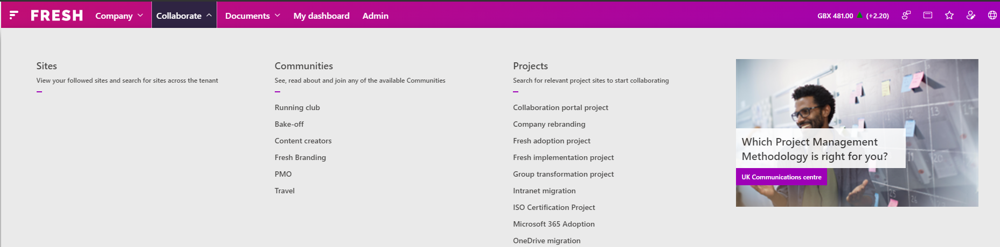 FRESH
Company
Collaborate
Documents
My dashboard
Admin
GBX 481.00 (+2.20)
Sites
View your followed sites and search for sites across the tenant
Communities
See, read about and join any of the available Communities
Running club
Bake-off
Content creators
Fresh Branding
PMO
Travel
Projects
Search for relevant project sites to start collaborating
Collaboration portal project
Company rebranding
Fresh adoption project
Fresh implementation project
Group transformation project
Intranet migration
ISO Certification Project
Microsoft 365 Adoption
OneDrive migration
12 13 14
Which Project Management
Methodology is right for you?
UK Communications centre